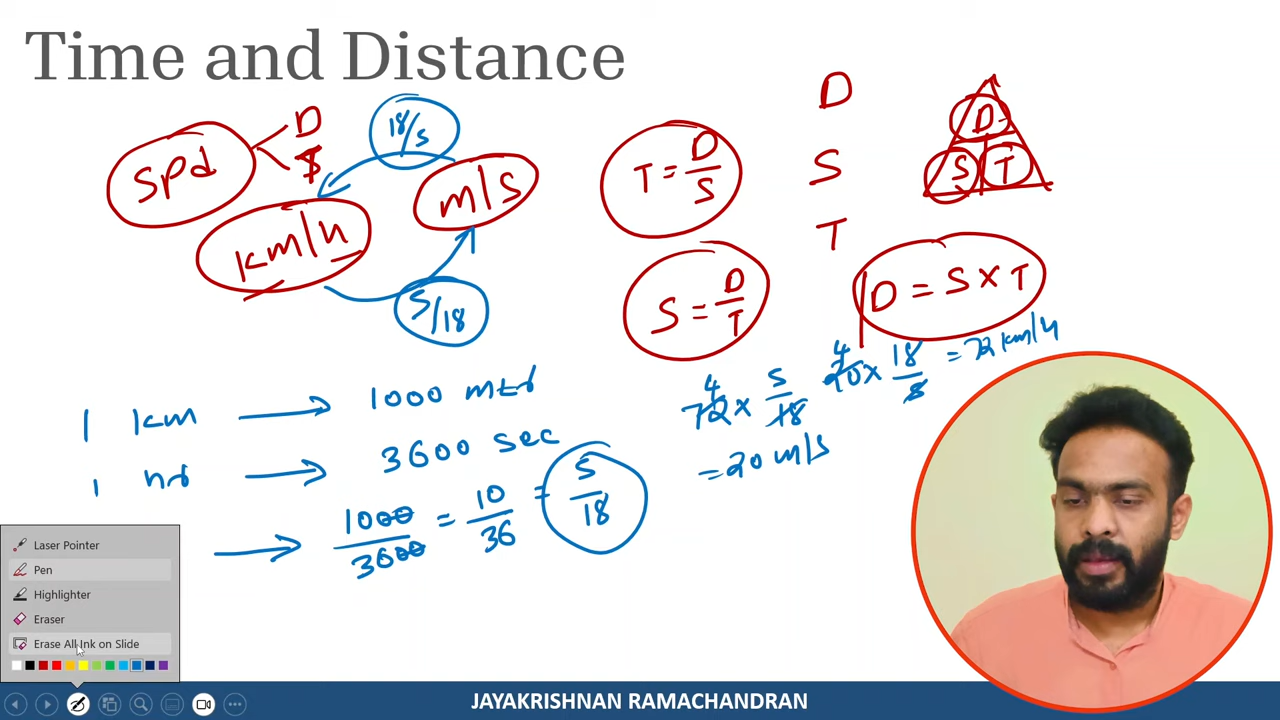 Time and Distance
Spd
D
T
18/5
km/h
m/s
5/18
T = D/S
S = D/T
D
S
T
D
S T
D = S × T
1 km → 1000 mtr
1 hr → 3600 sec
→ 1000/3600 = 10/36 = 5/18
4
72 × 5/18
= 20 m/s
4
20 × 18/5 = 72 km/h
Laser Pointer
Pen
Highlighter
Eraser
Erase All Ink on Slide
JAYAKRISHNAN RAMACHANDRAN